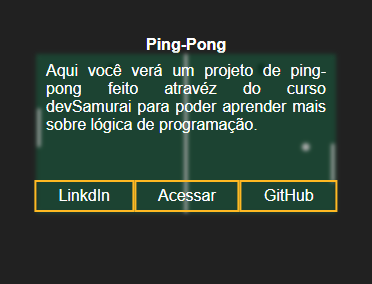 Ping-Pong
Aqui você verá um projeto de ping-
pong feito atravéz do curso
devSamurai para poder aprender mais
sobre lógica de programação.
LinkdIn Acessar GitHub